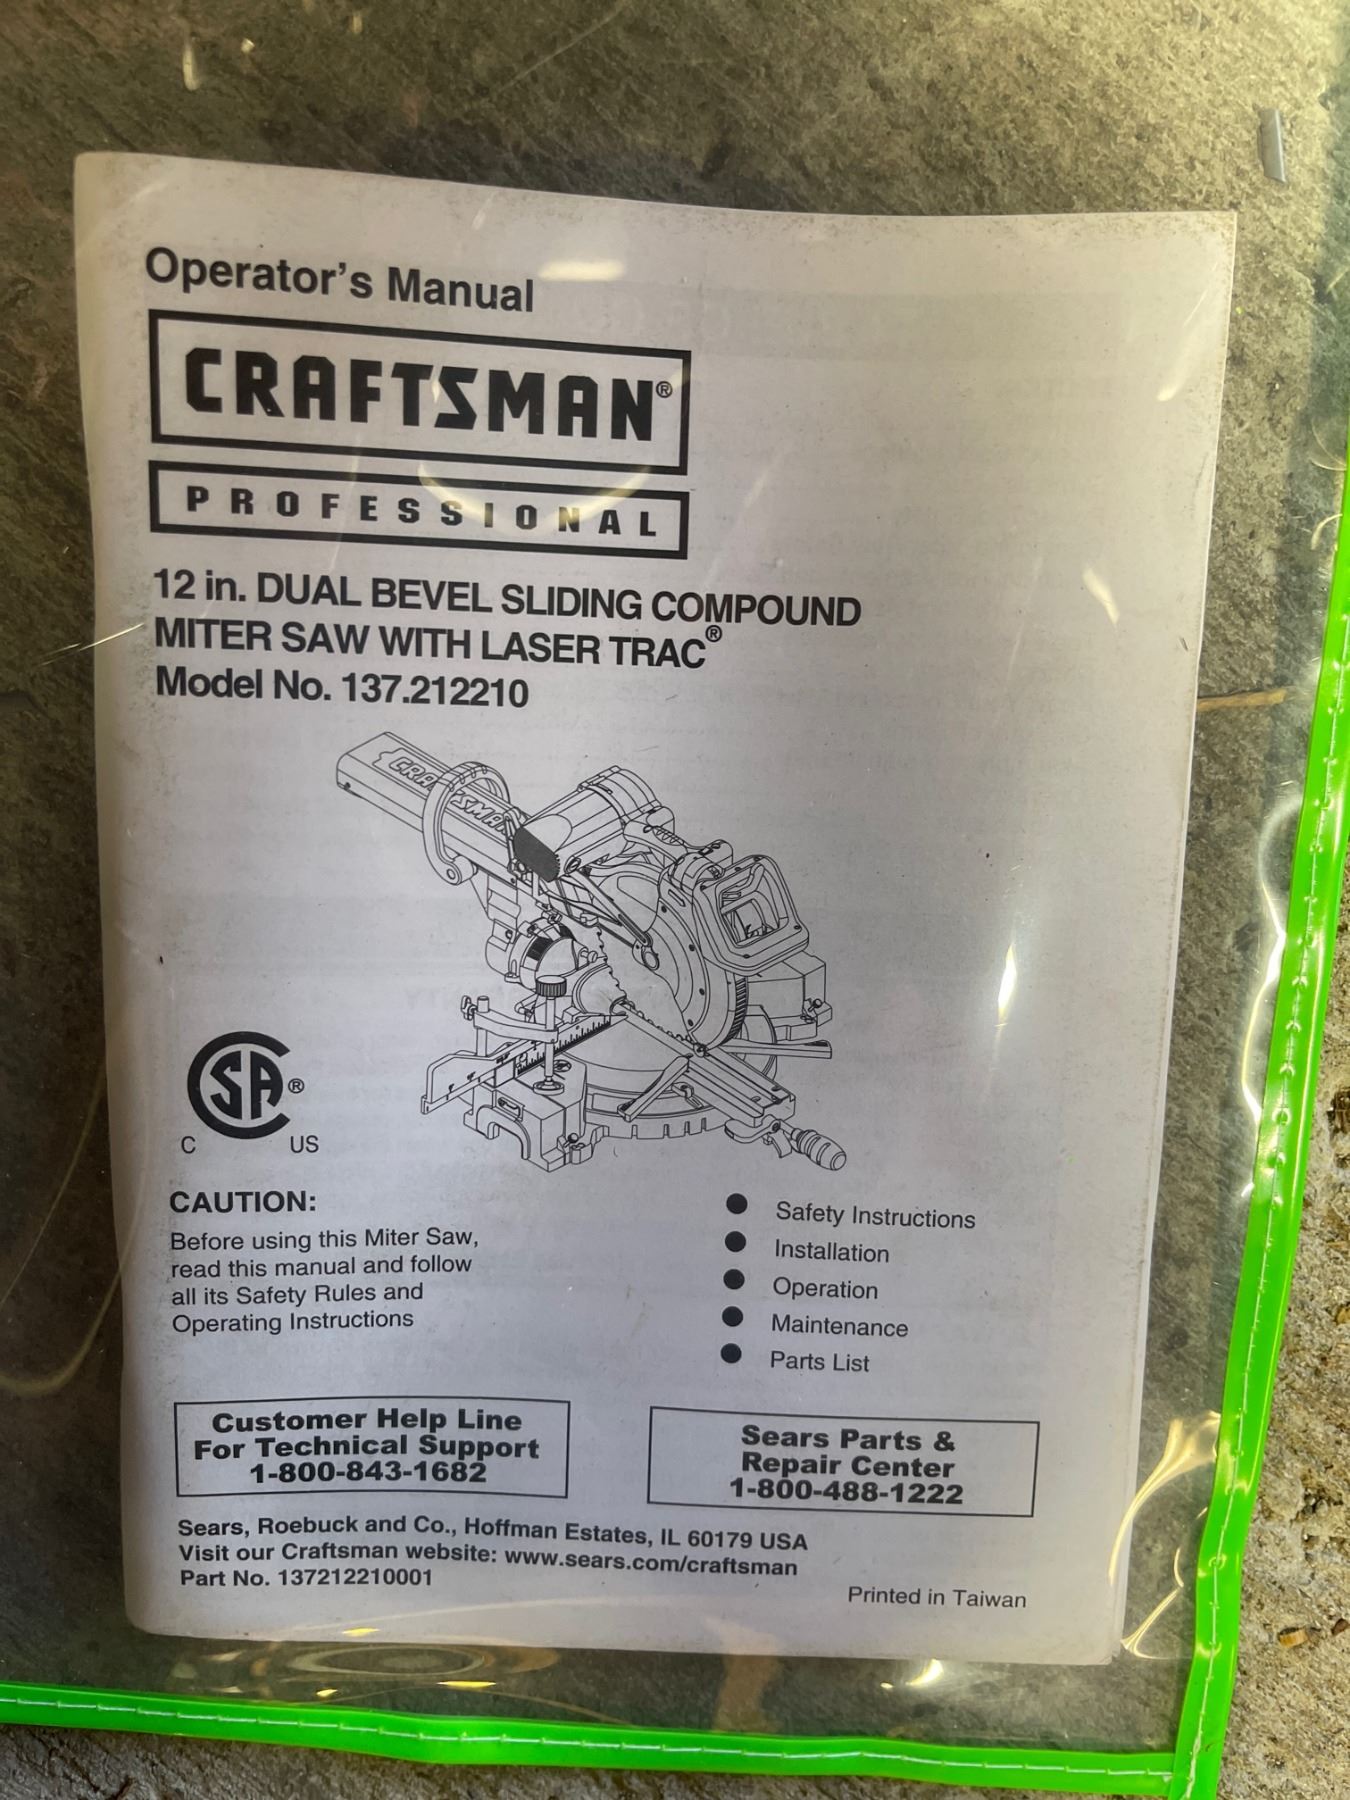 Operator's Manual
CRAFTSMAN®
PROFESSIONAL
12 in. DUAL BEVEL SLIDING COMPOUND
MITER SAW WITH LASER TRAC®
Model No. 137.212210
CRAFTSMAN
CSA®
C US
CAUTION:
Before using this Miter Saw,
read this manual and follow
all its Safety Rules and
Operating Instructions
● Safety Instructions
● Installation
● Operation
● Maintenance
● Parts List
Customer Help Line
For Technical Support
1-800-843-1682
Sears Parts &
Repair Center
1-800-488-1222
Sears, Roebuck and Co., Hoffman Estates, IL 60179 USA
Visit our Craftsman website: www.sears.com/craftsman
Part No. 137212210001
Printed in Taiwan